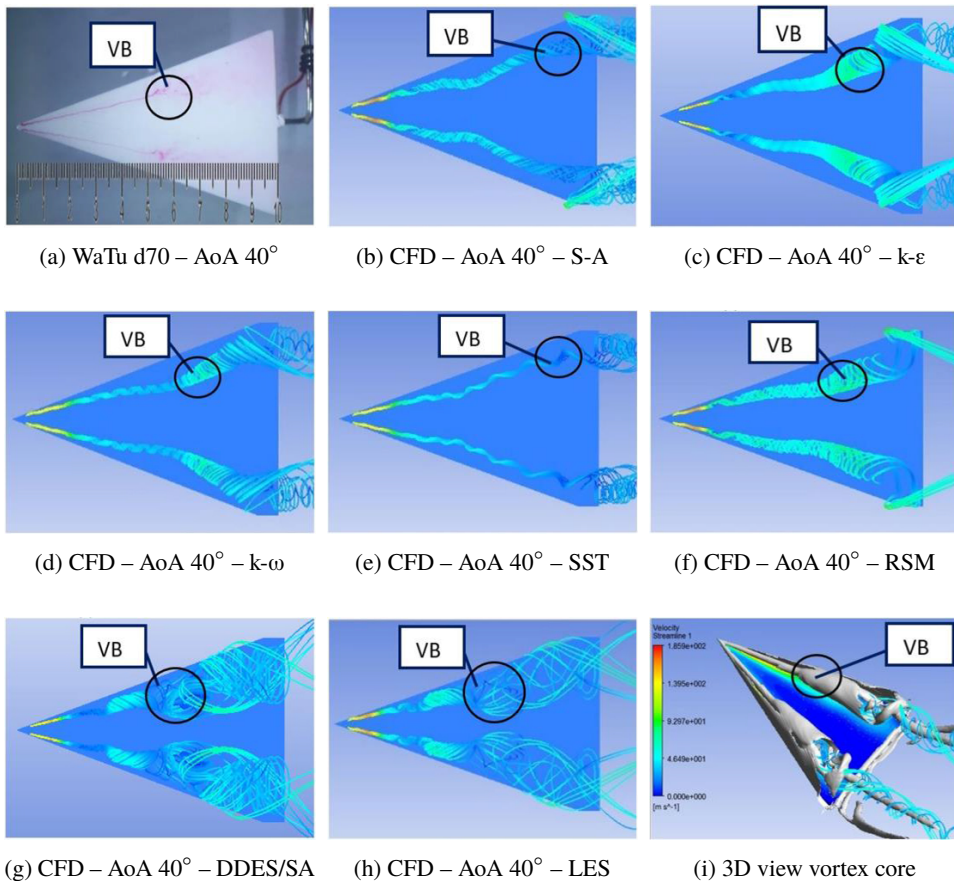 VB
VB
VB
(a) WaTu d70 – AoA 40°
(b) CFD – AoA 40° – S-A
(c) CFD – AoA 40° – k-ε
VB
VB
VB
(d) CFD – AoA 40° – k-ω
(e) CFD – AoA 40° – SST
(f) CFD – AoA 40° – RSM
VB
VB
Velocity
Streamline 1
1.859e+002
1.395e+002
9.297e+001
4.649e+001
0.000e+000
[m s^-1]
VB
(g) CFD – AoA 40° – DDES/SA
(h) CFD – AoA 40° – LES
(i) 3D view vortex core